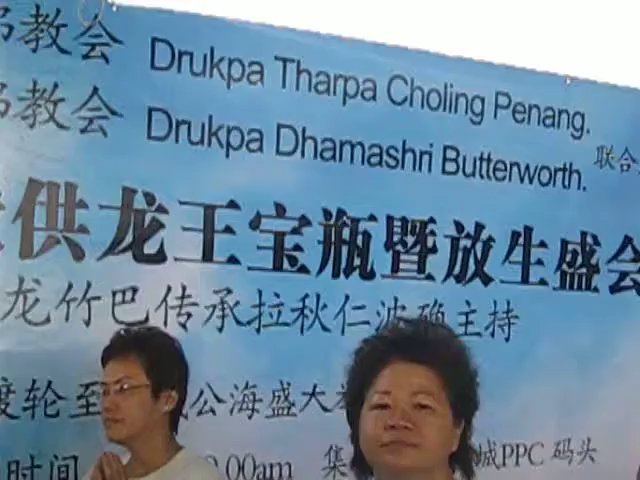 教会 Drukpa Tharpa Choling Penang.
教会 Drukpa Dhamashri Butterworth. 联合
供龙王宝瓶暨放生盛会
龙竹巴传承拉秋仁波确主持
渡轮至 公海盛大
时间 .00am 集 城PPC 码头